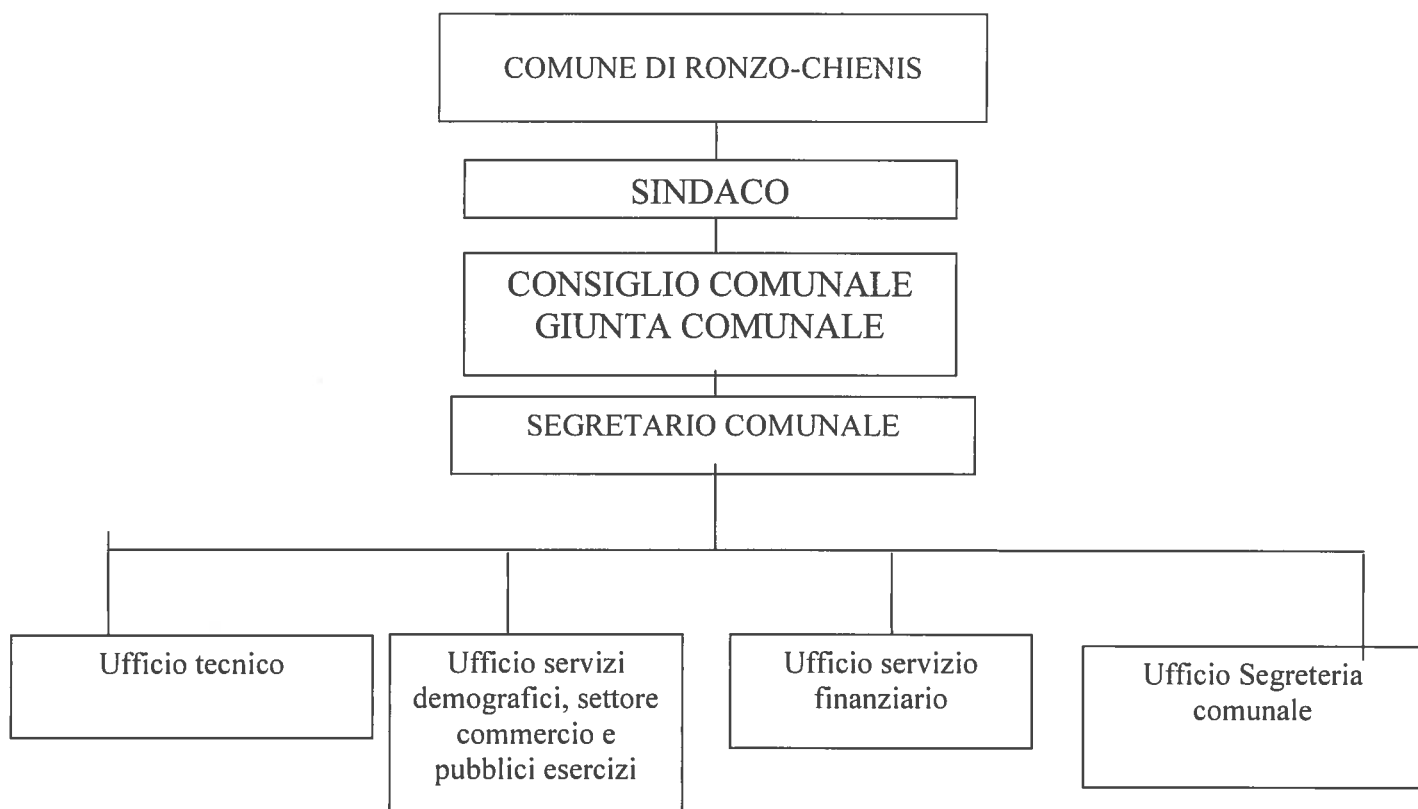 COMUNE DI RONZO-CHIENIS
SINDACO
CONSIGLIO COMUNALE
GIUNTA COMUNALE
SEGRETARIO COMUNALE
Ufficio tecnico
Ufficio servizi
demografici, settore
commercio e
pubblici esercizi
Ufficio servizio
finanziario
Ufficio Segreteria
comunale